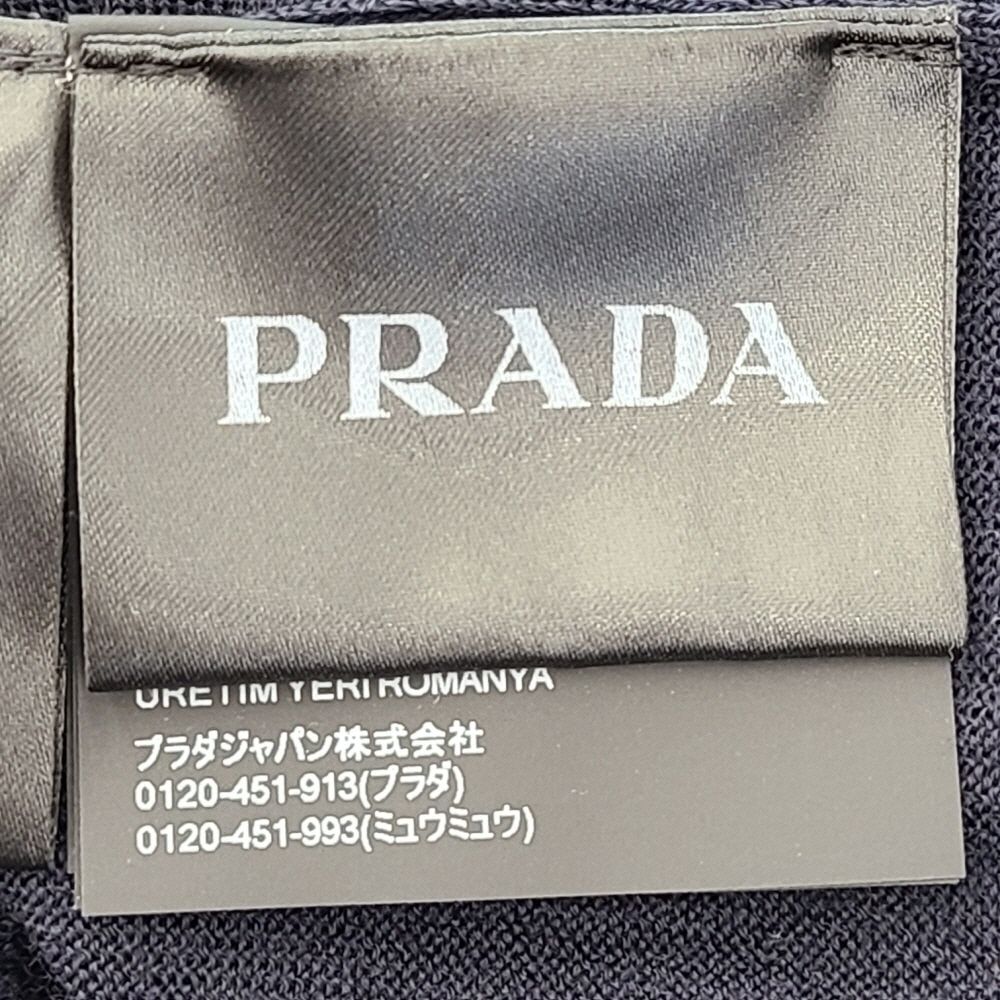 PRADA
ÜRETİM YERİ ROMANYA
プラダジャパン株式会社
0120-451-913(プラダ)
0120-451-993(ミュウミュウ)